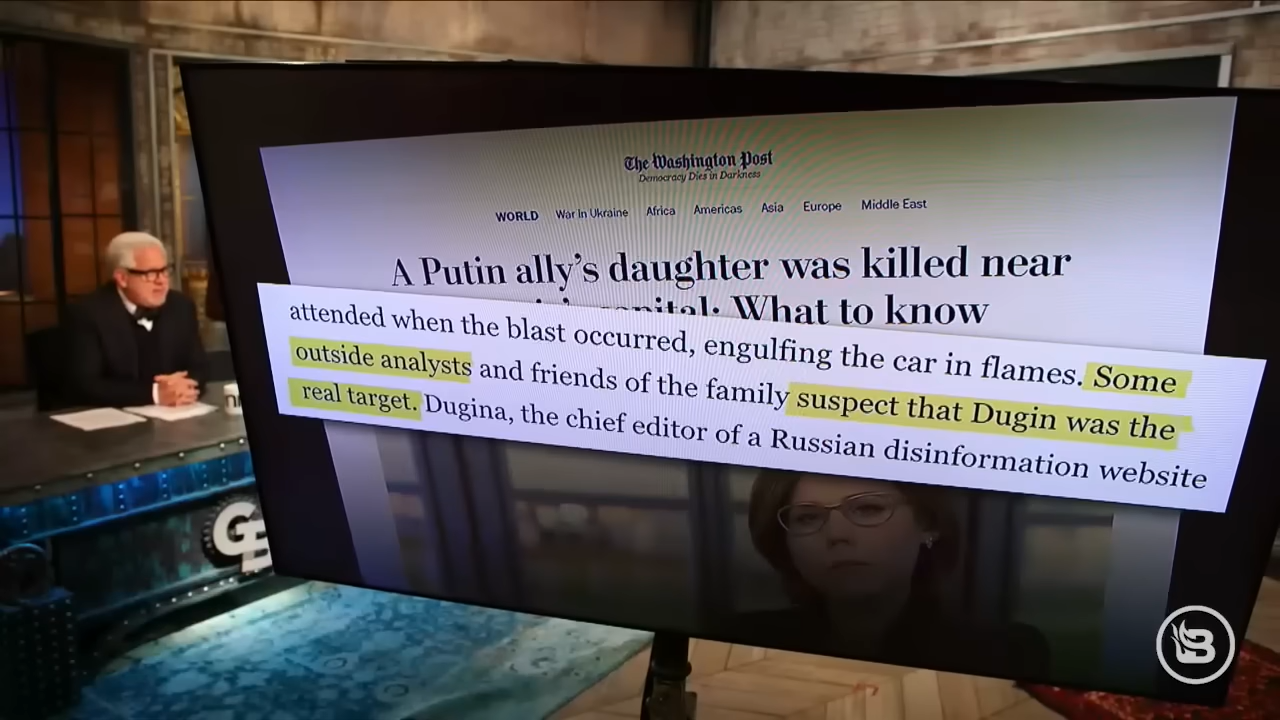 The Washington Post
Democracy Dies in Darkness
WORLD War In Ukraine Africa Americas Asia Europe Middle East
A Putin ally's daughter was killed near
What to know
attended when the blast occurred, engulfing the car in flames. Some
outside analysts and friends of the family suspect that Dugin was the
real target. Dugina, the chief editor of a Russian disinformation website
GB
B